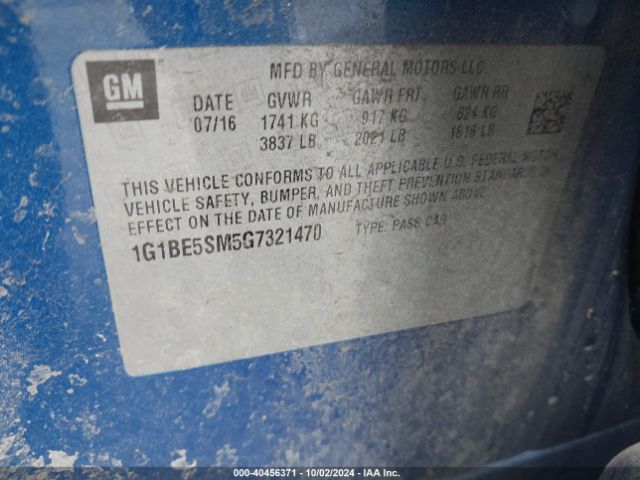 GM
MFD BY GENERAL MOTORS LLC
DATE GVWR GAWR FRT GAWR RR
07/16 1741 KG 917 KG 824 KG
3837 LB 2021 LB 1816 LB
THIS VEHICLE CONFORMS TO ALL APPLICABLE U.S. FEDERAL MOTOR
VEHICLE SAFETY, BUMPER, AND THEFT PREVENTION STANDARDS IN
EFFECT ON THE DATE OF MANUFACTURE SHOWN ABOVE.
1G1BE5SM5G7321470 TYPE: PASS CAR
000-40456371 | 10/02/2024 | IAA Inc.